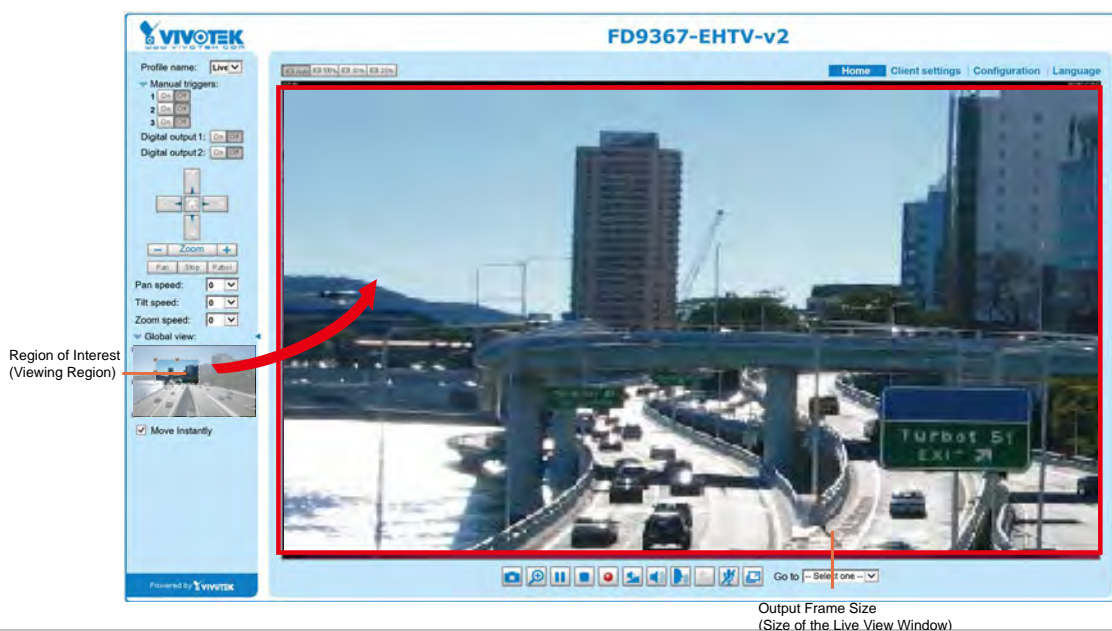 VIVOTEK
WWW.VIVOTEK.COM
FD9367-EHTV-v2
Home Client settings Configuration Language
Profile name: Live
Manual triggers:
1 On Off
2 On Off
3 On Off
Digital output 1: On Off
Digital output 2: On Off
− Zoom +
Pan Stop Patrol
Pan speed: 0
Tilt speed: 0
Zoom speed: 0
Global view:
Region of Interest
(Viewing Region)
Move Instantly
Turbot St
EXIT
Powered by VIVOTEK
Go to -- Select one --
Output Frame Size
(Size of the Live View Window)